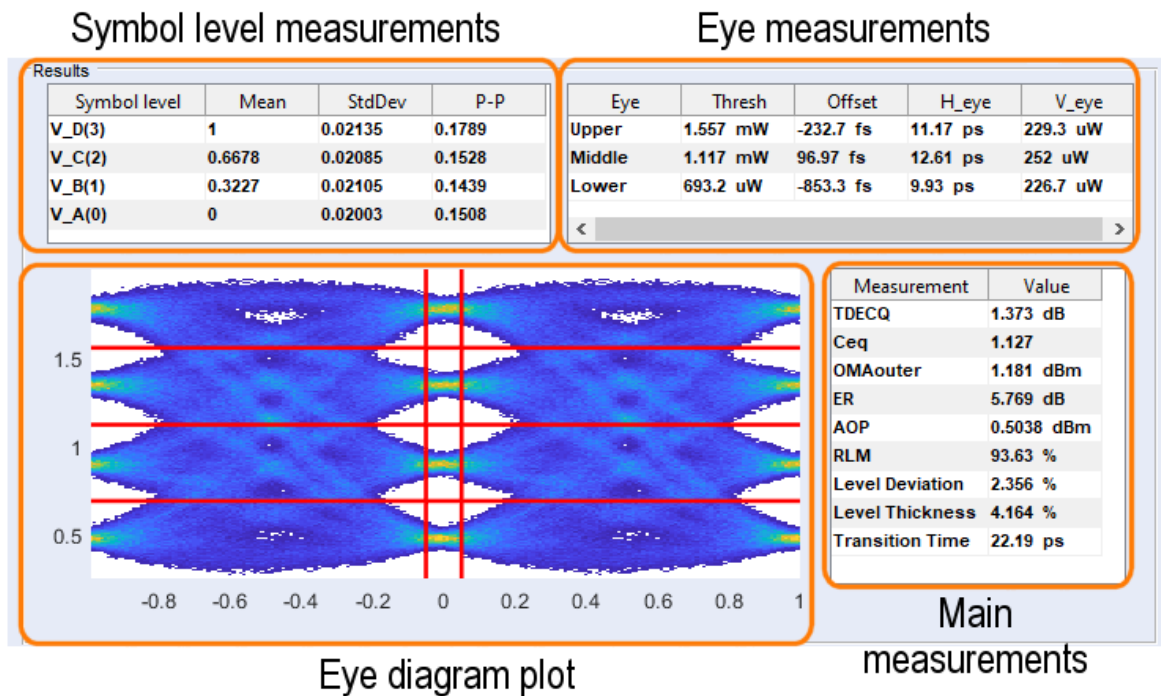 Symbol level measurements
Eye measurements
Results
Symbol level Mean StdDev P-P
V_D(3) 1 0.02135 0.1789
V_C(2) 0.6678 0.02085 0.1528
V_B(1) 0.3227 0.02105 0.1439
V_A(0) 0 0.02003 0.1508
Eye Thresh Offset H_eye V_eye
Upper 1.557 mW -232.7 fs 11.17 ps 229.3 uW
Middle 1.117 mW 96.97 fs 12.61 ps 252 uW
Lower 693.2 uW -853.3 fs 9.93 ps 226.7 uW
< >
1.5
1
0.5
-0.8 -0.6 -0.4 -0.2 0 0.2 0.4 0.6 0.8 1
Eye diagram plot
Measurement Value
TDECQ 1.373 dB
Ceq 1.127
OMAouter 1.181 dBm
ER 5.769 dB
AOP 0.5038 dBm
RLM 93.63 %
Level Deviation 2.356 %
Level Thickness 4.164 %
Transition Time 22.19 ps
Main
measurements